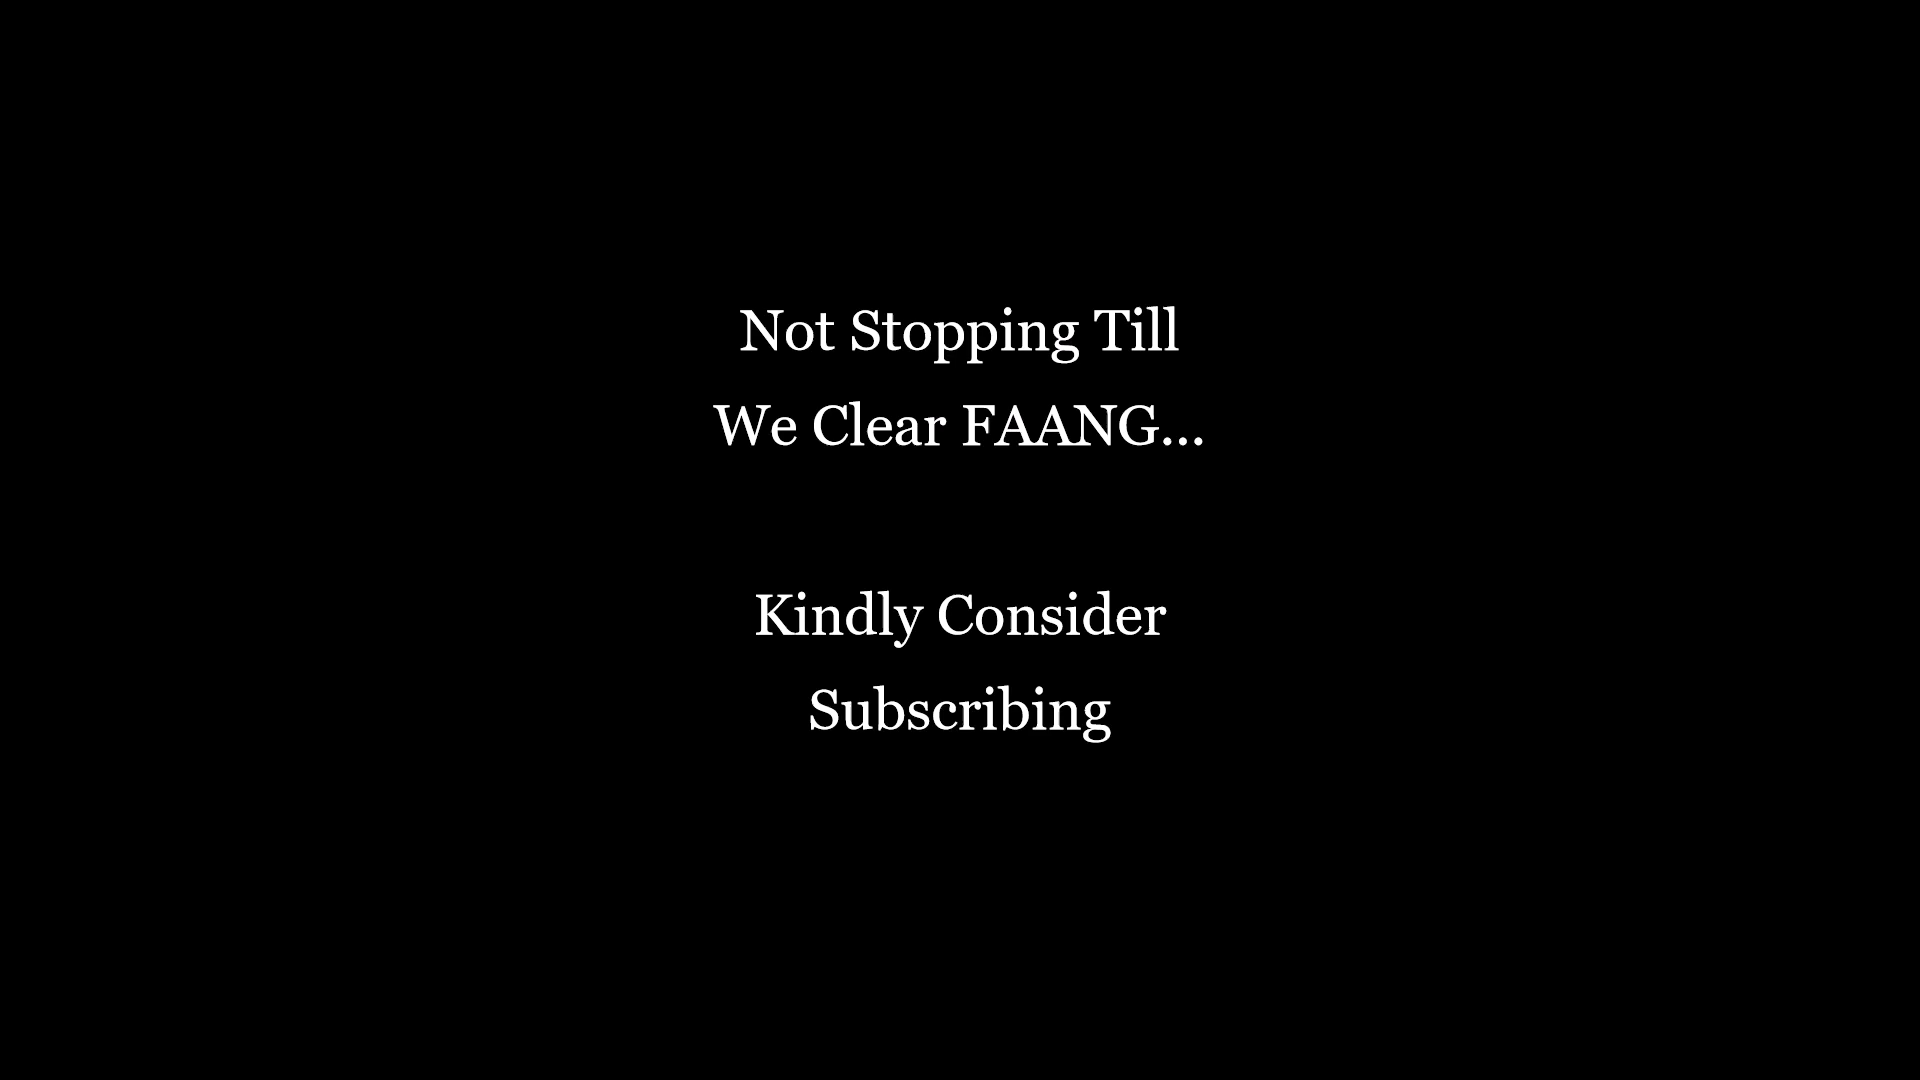 Not Stopping Till
We Clear FAANG...
Kindly Consider
Subscribing